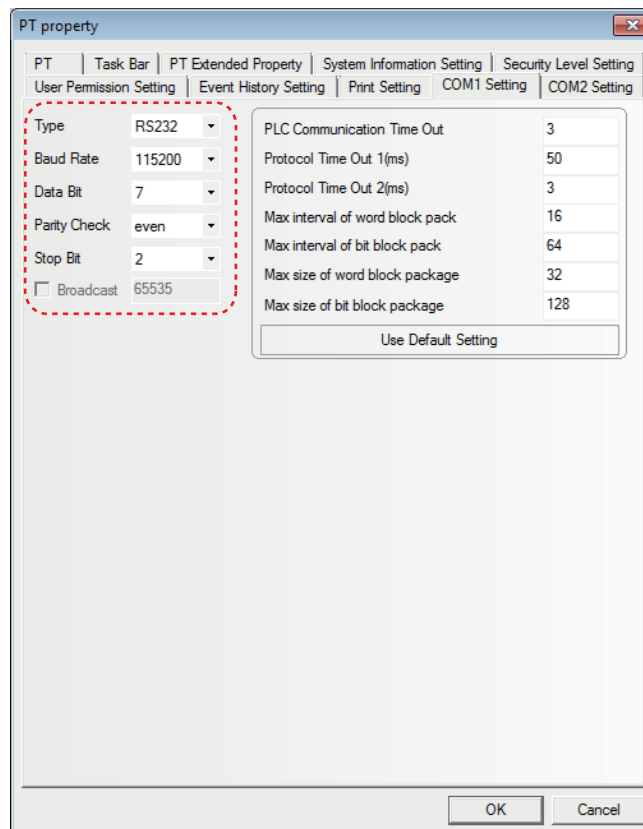 PT property
PT Task Bar PT Extended Property System Information Setting Security Level Setting
User Permission Setting Event History Setting Print Setting COM1 Setting COM2 Setting
Type RS232
Baud Rate 115200
Data Bit 7
Parity Check even
Stop Bit 2
Broadcast 65535
PLC Communication Time Out 3
Protocol Time Out 1(ms) 50
Protocol Time Out 2(ms) 3
Max interval of word block pack 16
Max interval of bit block pack 64
Max size of word block package 32
Max size of bit block package 128
Use Default Setting
OK Cancel